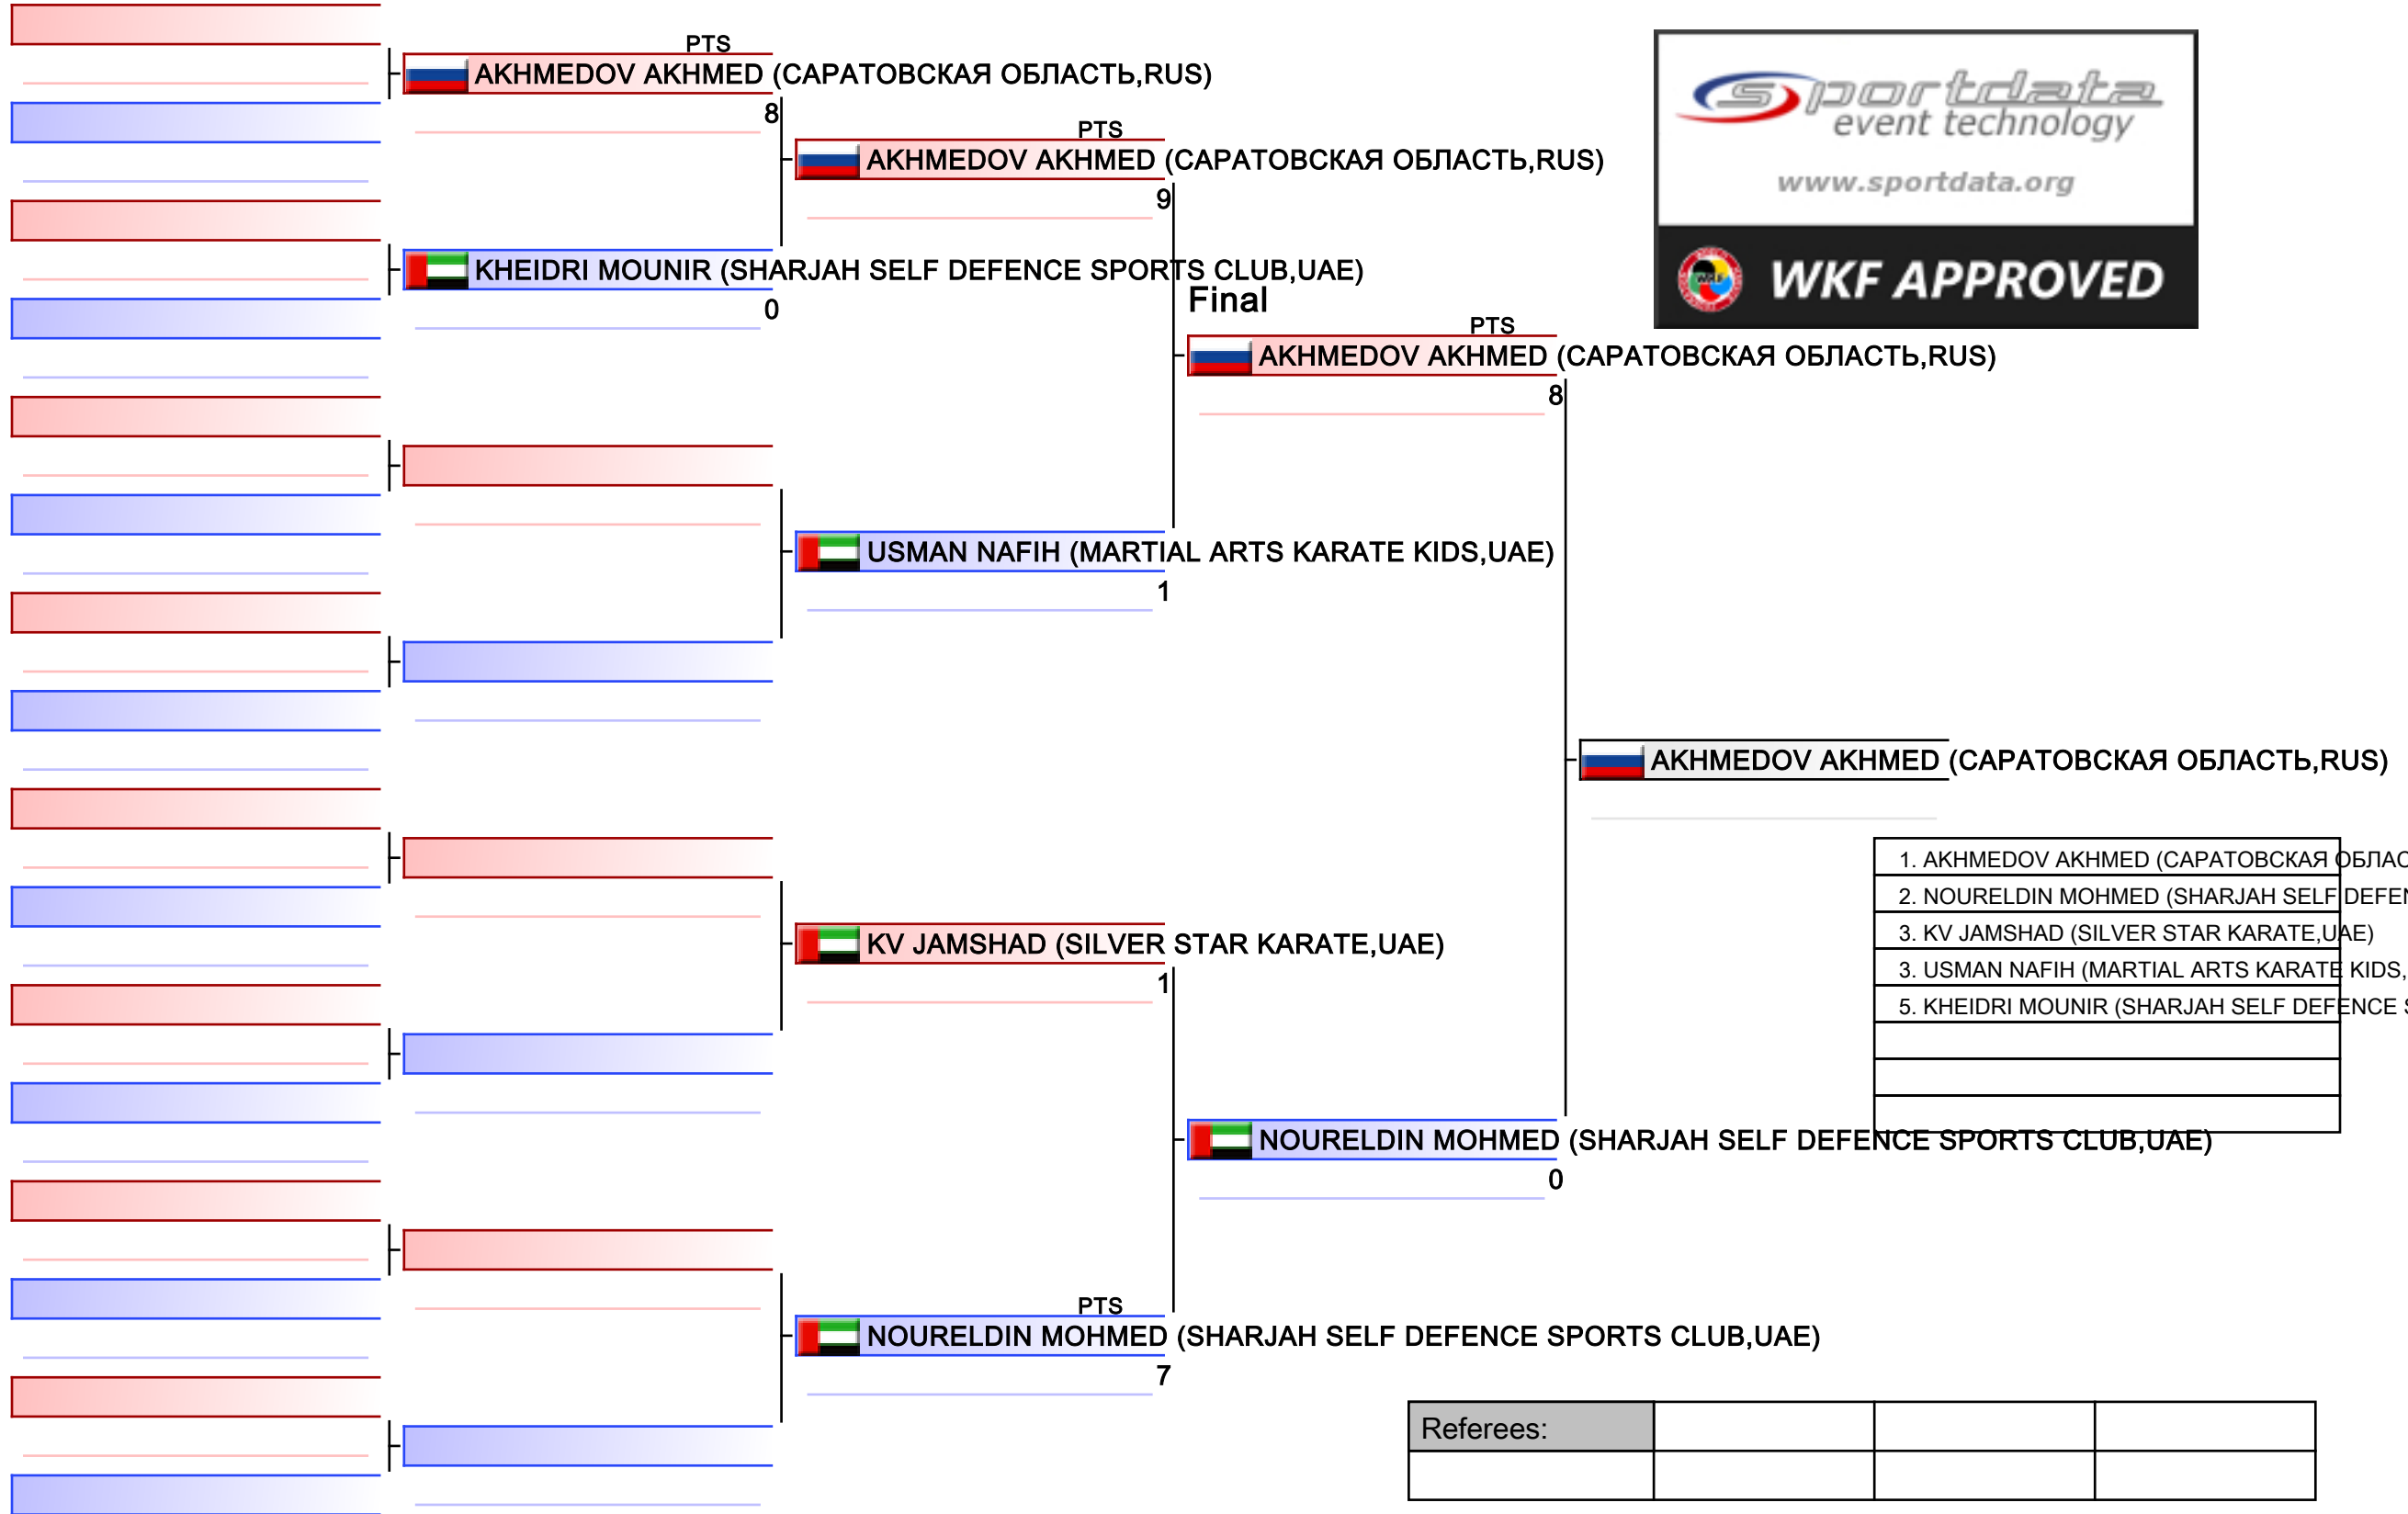 PTS
AKHMEDOV AKHMED (САРАТОВСКАЯ ОБЛАСТЬ,RUS)
8
PTS
AKHMEDOV AKHMED (САРАТОВСКАЯ ОБЛАСТЬ,RUS)
9
KHEIDRI MOUNIR (SHARJAH SELF DEFENCE SPORTS CLUB,UAE)
0
Final
PTS
AKHMEDOV AKHMED (САРАТОВСКАЯ ОБЛАСТЬ,RUS)
8
sportdata
event technology
www.sportdata.org
WKF
WKF APPROVED
USMAN NAFIH (MARTIAL ARTS KARATE KIDS,UAE)
1
AKHMEDOV AKHMED (САРАТОВСКАЯ ОБЛАСТЬ,RUS)
KV JAMSHAD (SILVER STAR KARATE,UAE)
1
1. AKHMEDOV AKHMED (САРАТОВСКАЯ ОБЛАС
2. NOURELDIN MOHMED (SHARJAH SELF DEFEN
3. KV JAMSHAD (SILVER STAR KARATE,UAE)
3. USMAN NAFIH (MARTIAL ARTS KARATE KIDS,
5. KHEIDRI MOUNIR (SHARJAH SELF DEFENCE S
NOURELDIN MOHMED (SHARJAH SELF DEFENCE SPORTS CLUB,UAE)
0
PTS
NOURELDIN MOHMED (SHARJAH SELF DEFENCE SPORTS CLUB,UAE)
7
Referees: